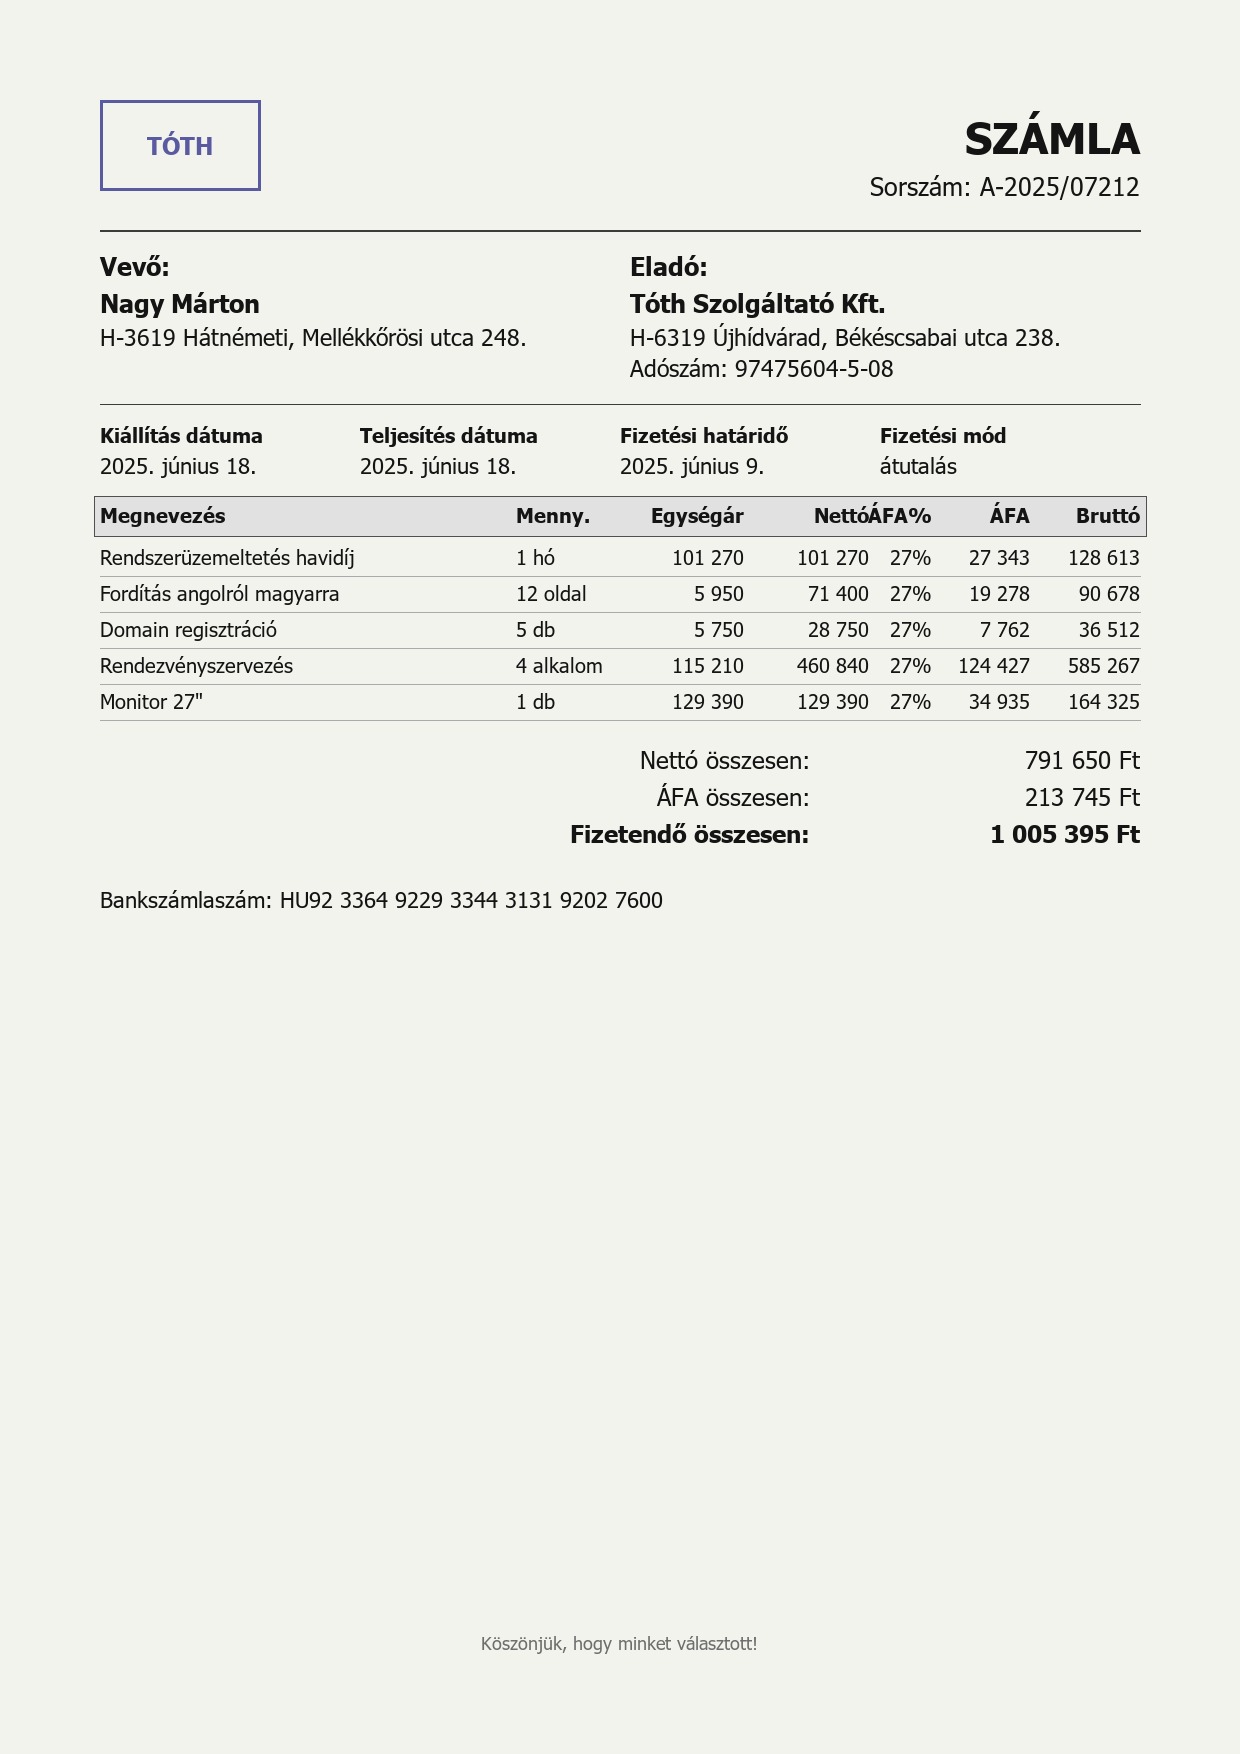 TÓTH
SZÁMLA
Sorszám: A-2025/07212
Vevő:
Nagy Márton
H-3619 Hátnémeti, Mellékkőrösi utca 248.
Eladó:
Tóth Szolgáltató Kft.
H-6319 Újhídvárad, Békéscsabai utca 238.
Adószám: 97475604-5-08
Kiállítás dátuma Teljesítés dátuma Fizetési határidő Fizetési mód
2025. június 18. 2025. június 18. 2025. június 9. átutalás
Megnevezés Menny. Egységár Nettó ÁFA% ÁFA Bruttó
Rendszerüzemeltetés havidíj 1 hó 101 270 101 270 27% 27 343 128 613
Fordítás angolról magyarra 12 oldal 5 950 71 400 27% 19 278 90 678
Domain regisztráció 5 db 5 750 28 750 27% 7 762 36 512
Rendezvényszervezés 4 alkalom 115 210 460 840 27% 124 427 585 267
Monitor 27" 1 db 129 390 129 390 27% 34 935 164 325
Nettó összesen: 791 650 Ft
ÁFA összesen: 213 745 Ft
Fizetendő összesen: 1 005 395 Ft
Bankszámlaszám: HU92 3364 9229 3344 3131 9202 7600
Köszönjük, hogy minket választott!